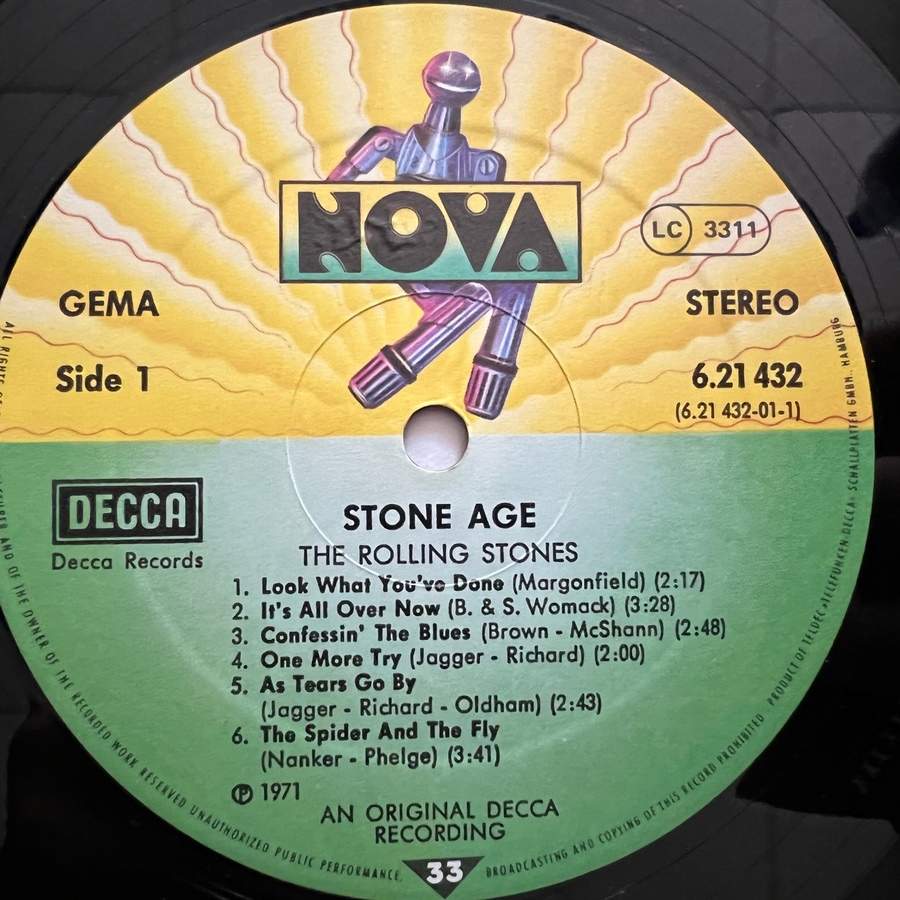 NOVA
LC 3311
GEMA
STEREO
Side 1
6.21 432
(6.21 432-01-1)
DECCA
Decca Records
STONE AGE
THE ROLLING STONES
1. Look What You've Done (Margonfield) (2:17)
2. It's All Over Now (B. & S. Womack) (3:28)
3. Confessin' The Blues (Brown - McShann) (2:48)
4. One More Try (Jagger - Richard) (2:00)
5. As Tears Go By
(Jagger - Richard - Oldham) (2:43)
6. The Spider And The Fly
(Nanker - Phelge) (3:41)
℗ 1971
AN ORIGINAL DECCA
RECORDING
33
ALL RIGHTS AND OF THE OWNER OF THE RECORDED WORK RESERVED UNAUTHORIZED PUBLIC PERFORMANCE, BROADCASTING AND COPYING OF THIS RECORD PROHIBITED · PRODUCT OF TELDEC »TELEFUNKEN-DECCA« SCHALLPLATTEN GMBH., HAMBURG